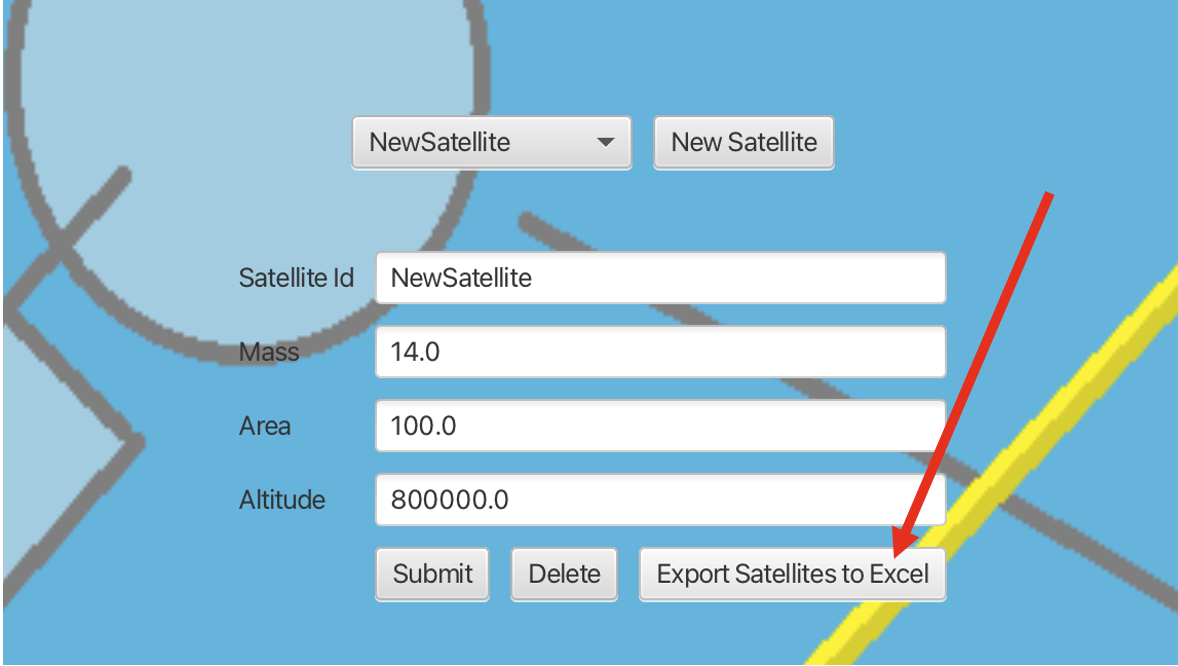 NewSatellite New Satellite
Satellite Id NewSatellite
Mass 14.0
Area 100.0
Altitude 800000.0
Submit Delete Export Satellites to Excel